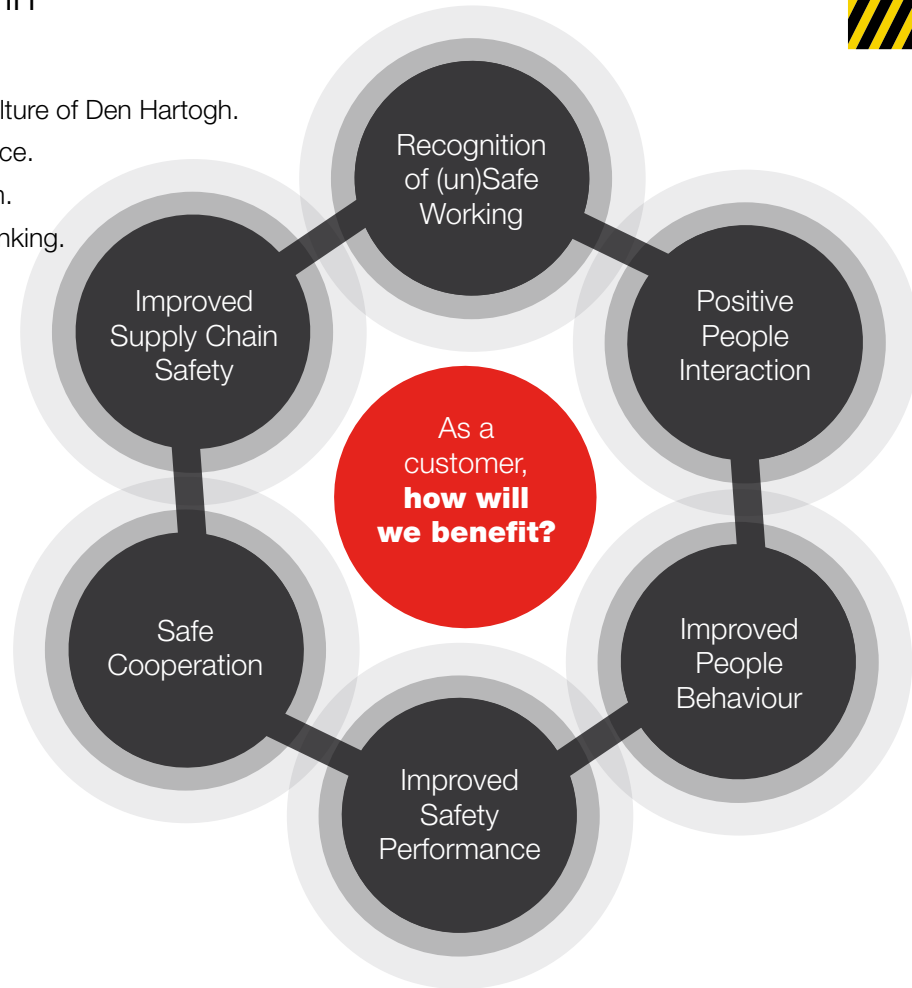 lture of Den Hartogh.
ce.
nking.
Recognition
of (un)Safe
Working
Positive
People
Interaction
Improved
People
Behaviour
Improved
Safety
Performance
Safe
Cooperation
Improved
Supply Chain
Safety
As a
customer,
how will
we benefit?